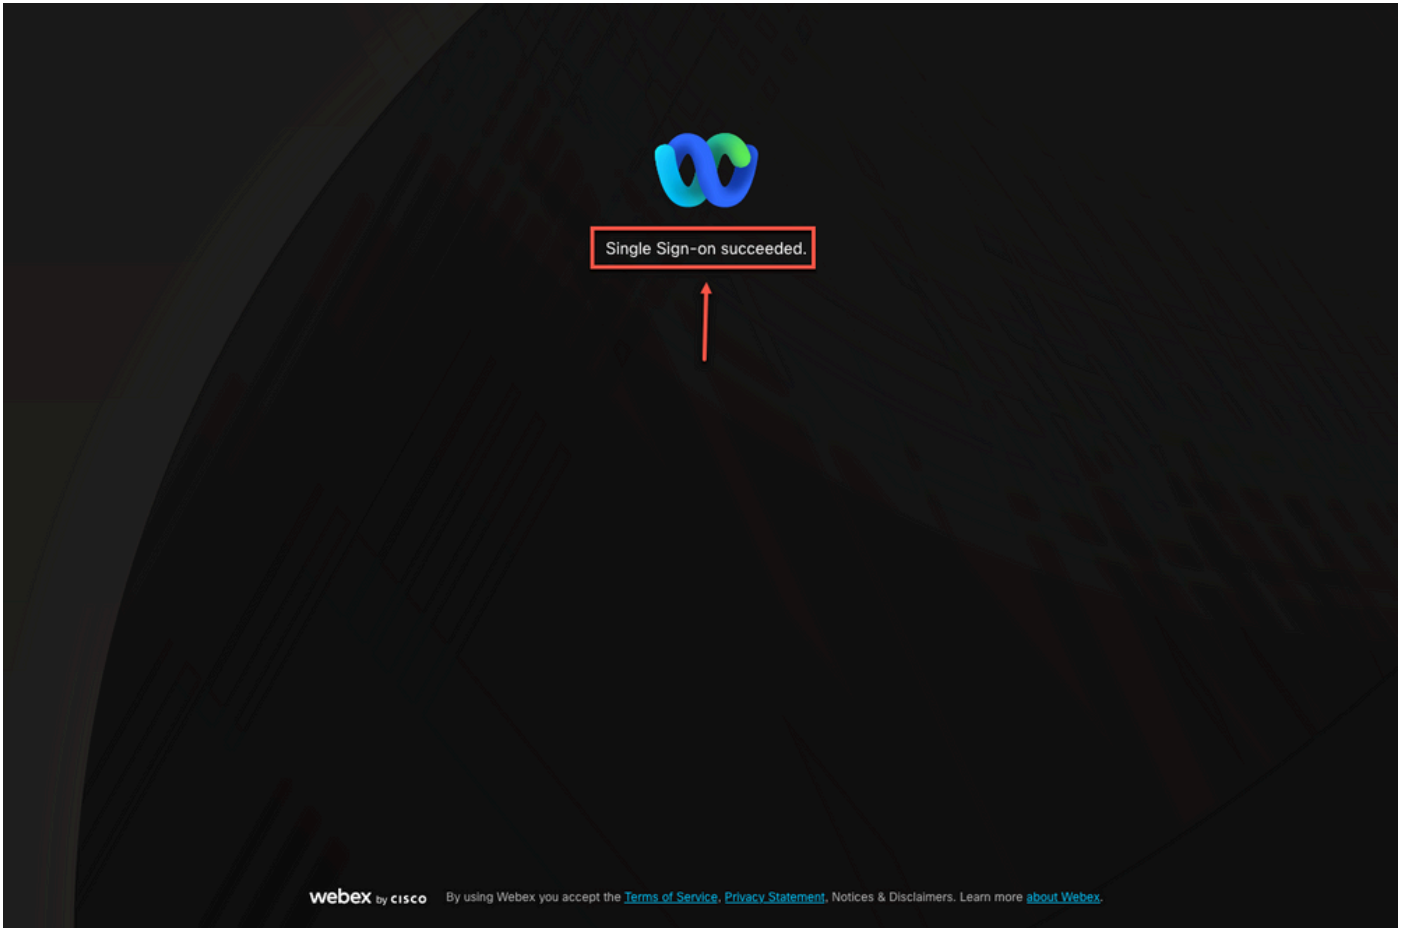 Single Sign-on succeeded.
webex by CISCO By using Webex you accept the Terms of Service, Privacy Statement, Notices & Disclaimers. Learn more about Webex.